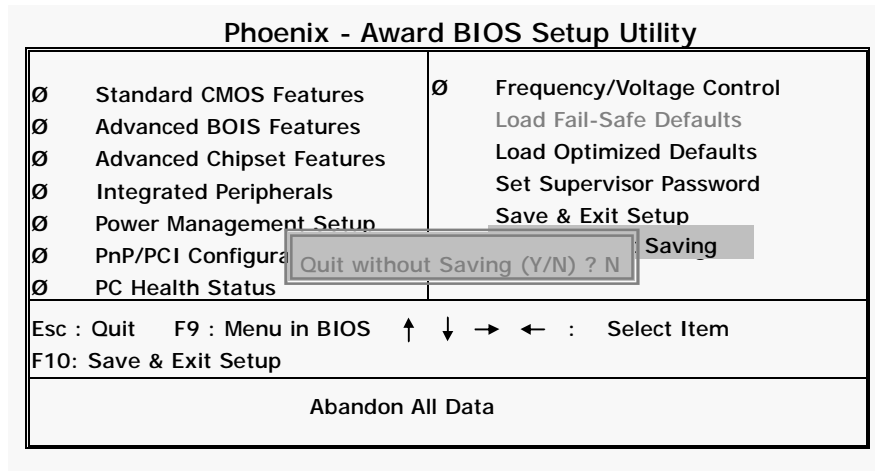 Phoenix - Award BIOS Setup Utility
Ø Standard CMOS Features
Ø Advanced BOIS Features
Ø Advanced Chipset Features
Ø Integrated Peripherals
Ø Power Management Setup
Ø PnP/PCI Configura
Ø PC Health Status
Ø Frequency/Voltage Control
Load Fail-Safe Defaults
Load Optimized Defaults
Set Supervisor Password
Save & Exit Setup
Saving
Quit without Saving (Y/N) ? N
Esc : Quit F9 : Menu in BIOS ↑ ↓ → ← : Select Item
F10: Save & Exit Setup
Abandon All Data